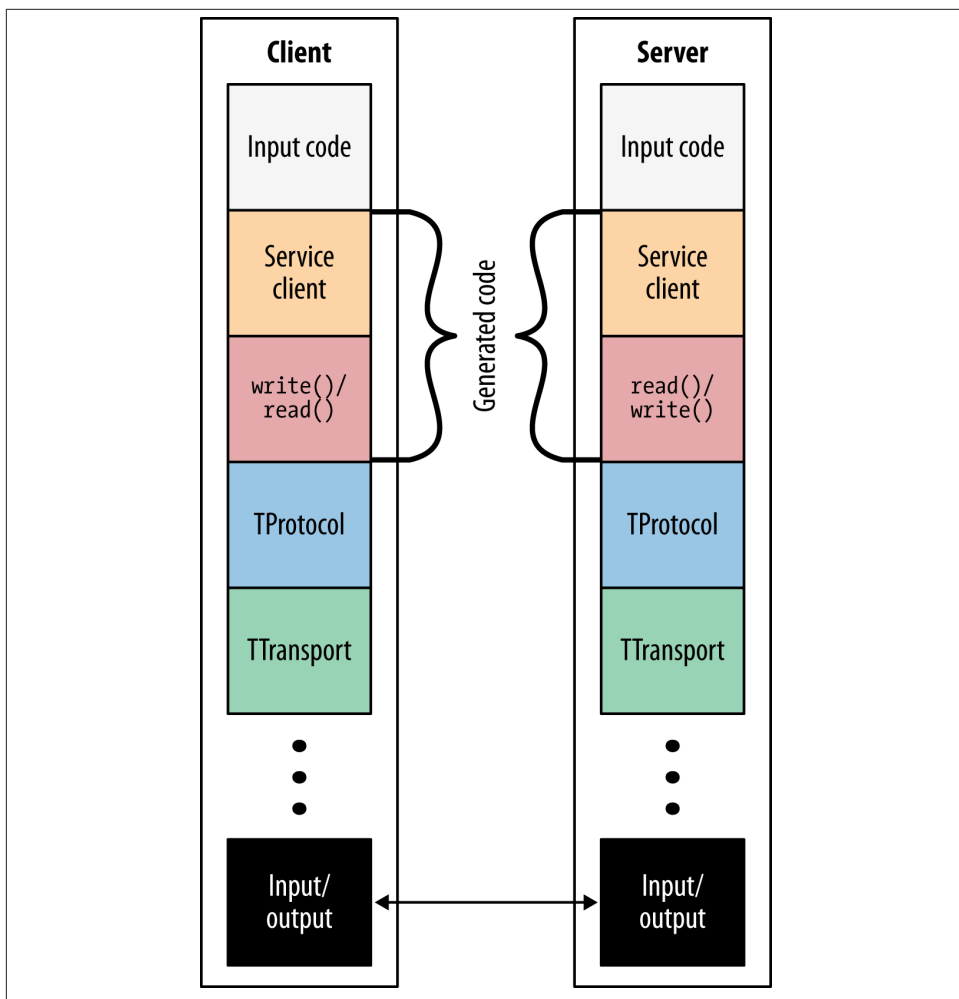 Client
Input code
Service
client
write()/
read()
TProtocol
TTransport
Input/
output
Generated code
Server
Input code
Service
client
read()/
write()
TProtocol
TTransport
Input/
output